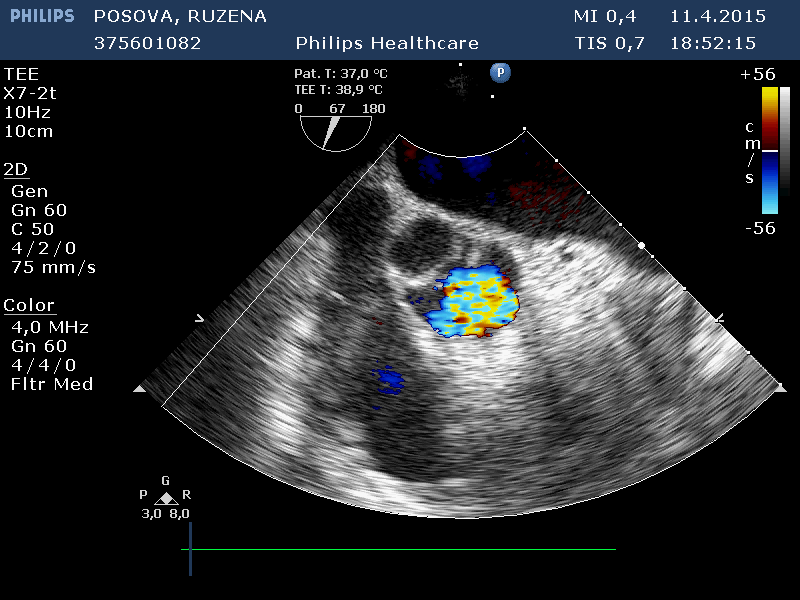 PHILIPS POSOVA, RUZENA MI 0,4 11.4.2015
375601082 Philips Healthcare TIS 0,7 18:52:15
TEE
X7-2t
10Hz
10cm
2D
Gen
Gn 60
C 50
4/2/0
75 mm/s
Color
4,0 MHz
Gn 60
4/4/0
Fltr Med
Pat. T: 37,0 °C
TEE T: 38,9 °C
0 67 180
P
+56
cm/s
-56
G
P R
3,0 8,0